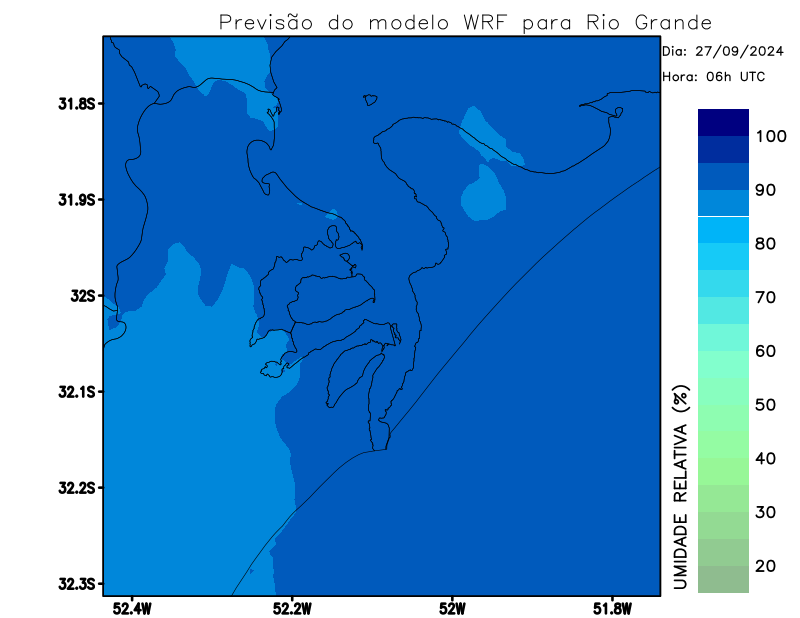 Previsão do modelo WRF para Rio Grande
Dia: 27/09/2024
Hora: 06h UTC
31.8S
31.9S
32S
32.1S
32.2S
32.3S
52.4W
52.2W
52W
51.8W
UMIDADE RELATIVA (%)
100
90
80
70
60
50
40
30
20